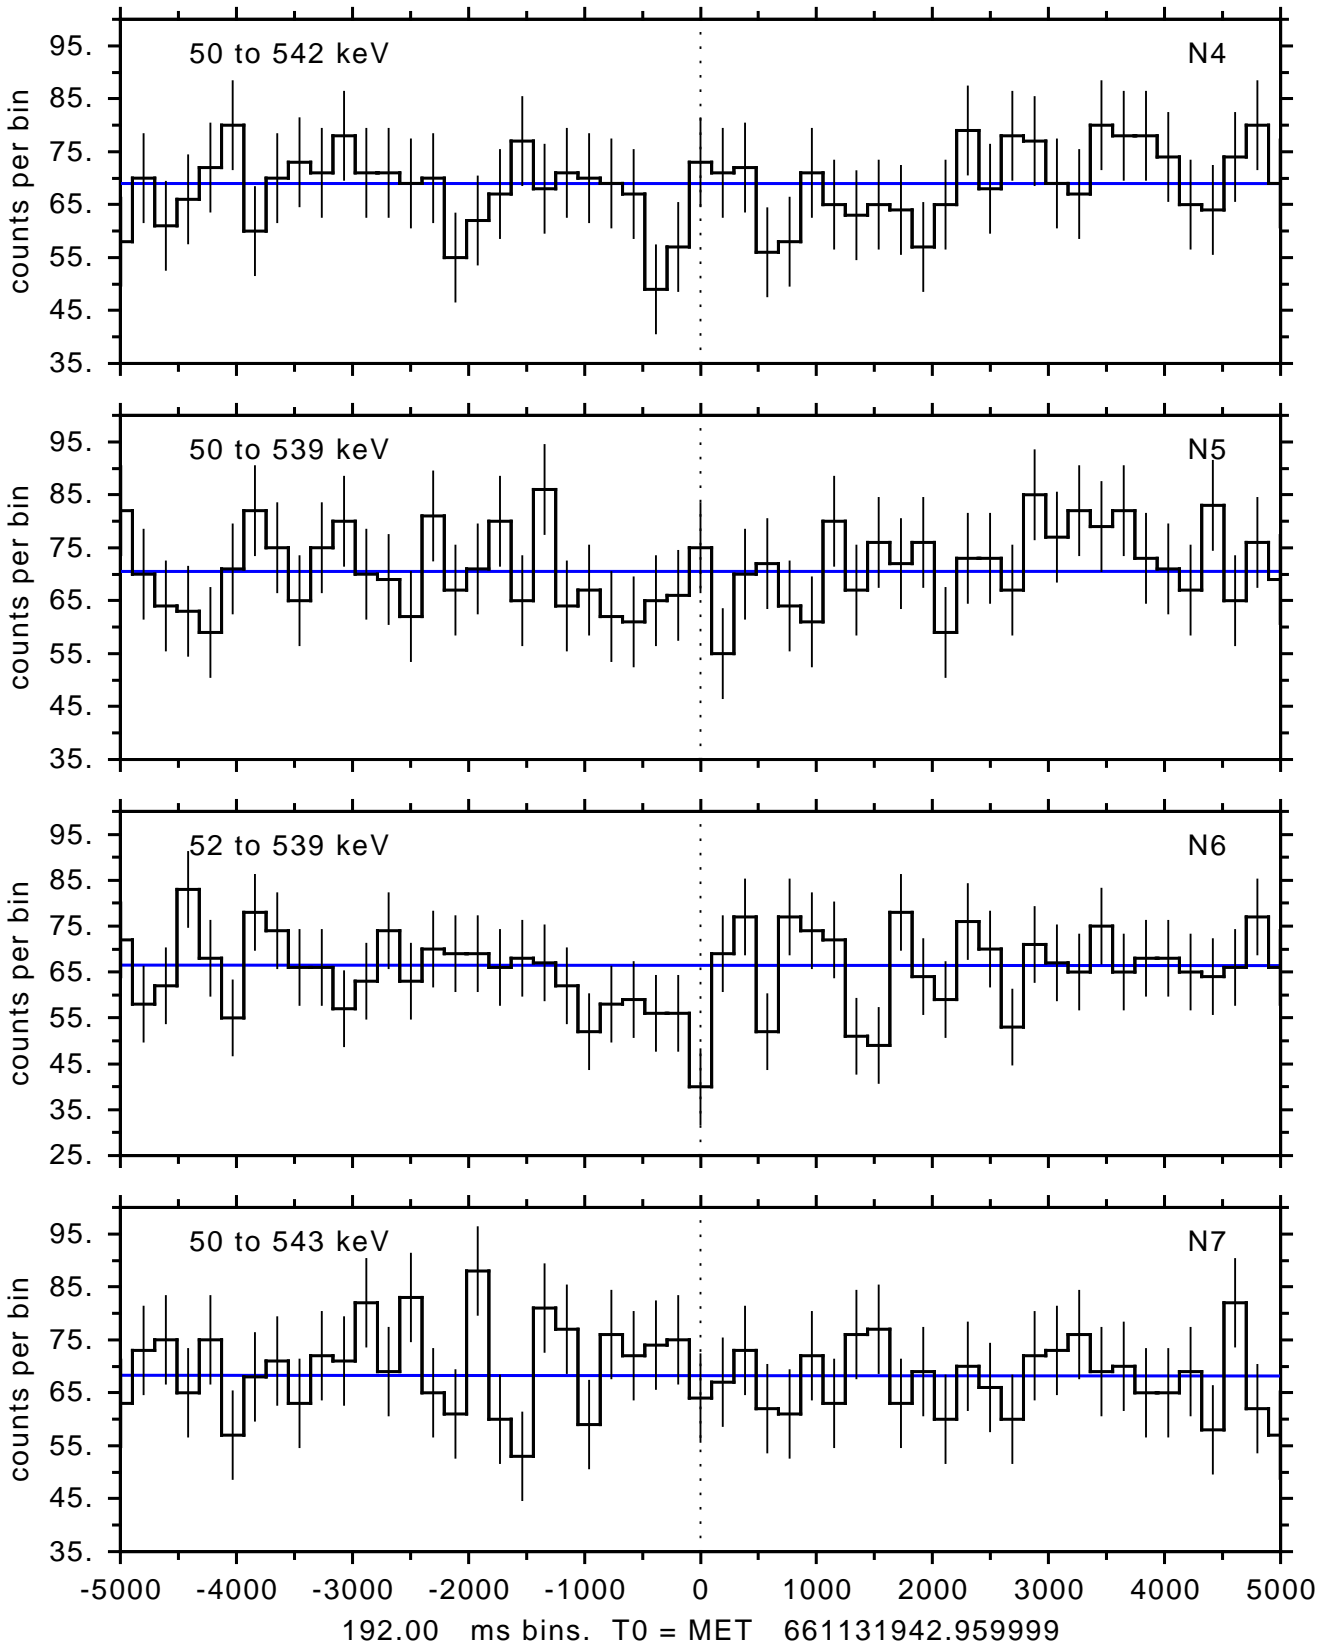 50 to 542 keV N4
95.
85.
75.
65.
55.
45.
35.
counts per bin
50 to 539 keV N5
95.
85.
75.
65.
55.
45.
35.
counts per bin
52 to 539 keV N6
95.
85.
75.
65.
55.
45.
35.
25.
counts per bin
50 to 543 keV N7
95.
85.
75.
65.
55.
45.
35.
counts per bin
-5000 -4000 -3000 -2000 -1000 0 1000 2000 3000 4000 5000
192.00 ms bins. T0 = MET 661131942.959999